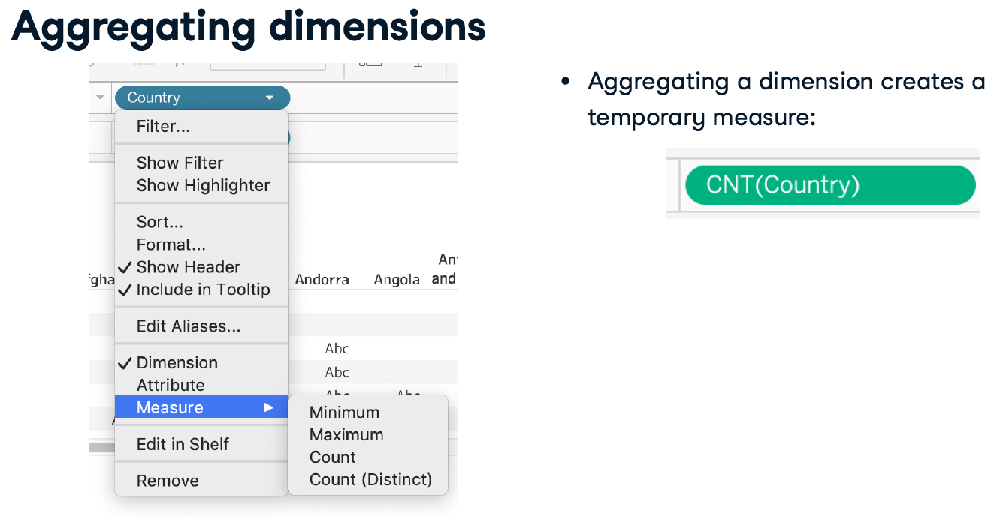 Aggregating dimensions
Country
Filter...
Show Filter
Show Highlighter
Sort...
Format...
✓ Show Header
✓ Include in Tooltip
Edit Aliases...
✓ Dimension
Attribute
Measure
Edit in Shelf
Remove
Minimum
Maximum
Count
Count (Distinct)
Andorra
Angola
and
Abc
Abc
Abc
Abc
• Aggregating a dimension creates a
temporary measure:
CNT(Country)